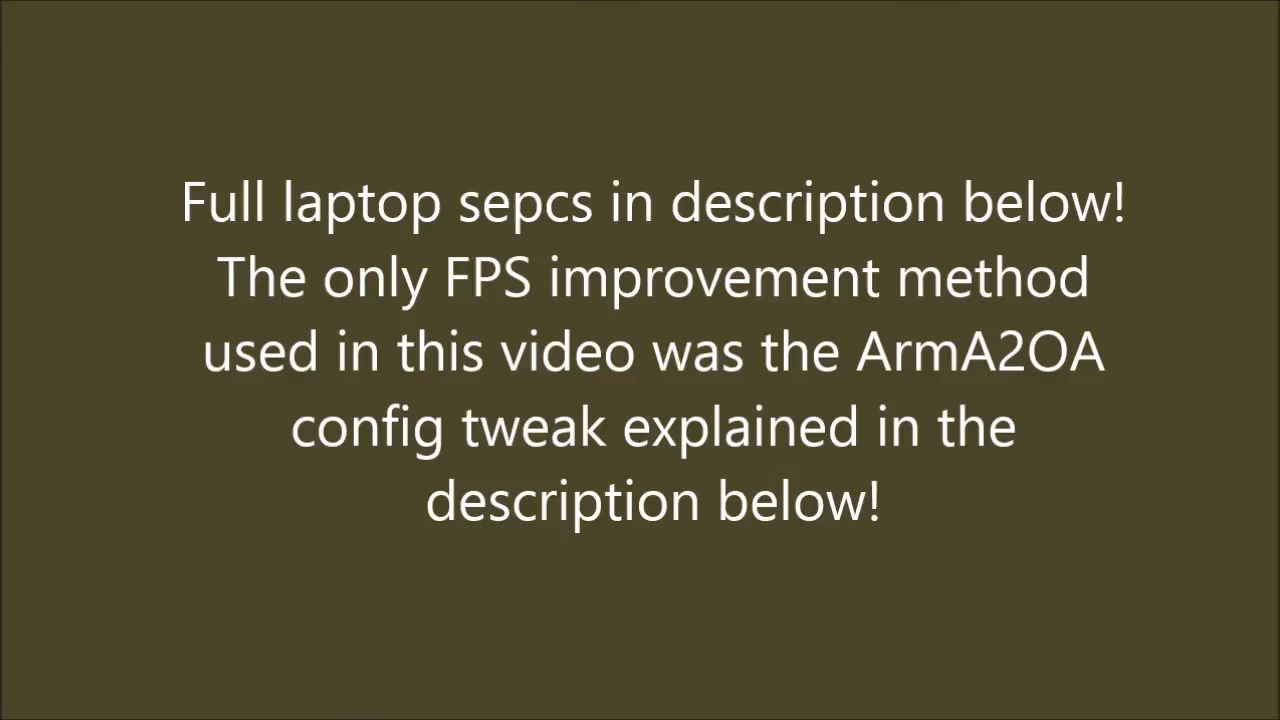 Full laptop sepcs in description below!
The only FPS improvement method
used in this video was the ArmA2OA
config tweak explained in the
description below!